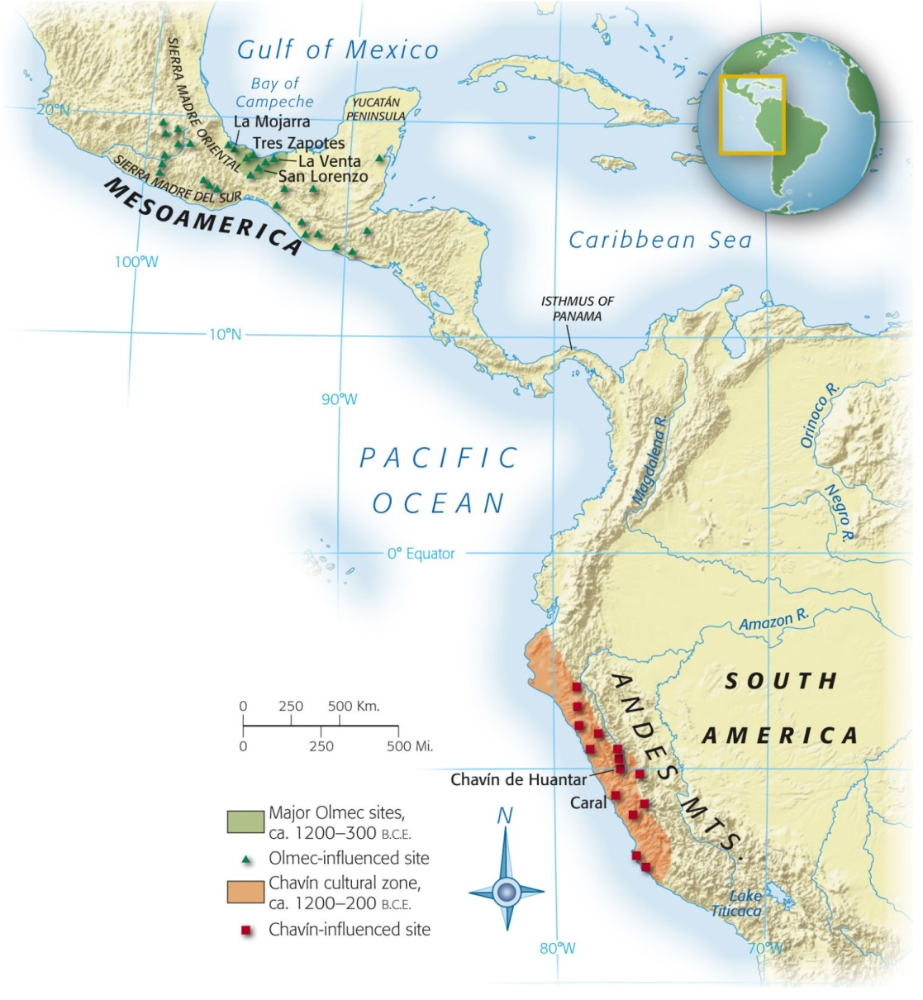 Gulf of Mexico
Bay of
Campeche
SIERRA MADRE ORIENTAL
20°N
YUCATÁN
PENINSULA
La Mojarra
Tres Zapotes
La Venta
San Lorenzo
SIERRA MADRE DEL SUR
MESOAMERICA
Caribbean Sea
100°W
ISTHMUS OF
PANAMA
10°N
90°W
Orinoco R.
Magdalena R.
PACIFIC
OCEAN
Negro R.
0° Equator
Amazon R.
SOUTH
AMERICA
ANDES MTS.
0 250 500 Km.
0 250 500 Mi.
Chavín de Huantar
Caral
N
Major Olmec sites,
ca. 1200–300 B.C.E.
Olmec-influenced site
Chavín cultural zone,
ca. 1200–200 B.C.E.
Chavín-influenced site
Lake
Titicaca
80°W
70°W